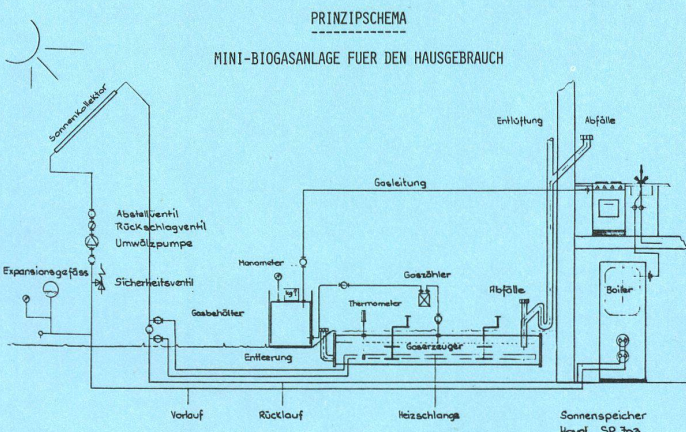 PRINZIPSCHEMA
MINI-BIOGASANLAGE FUER DEN HAUSGEBRAUCH
Sonnenkollektor
Entlüftung
Abfälle
Gasleitung
Abstellventil
Rückschlagventil
Umwälzpumpe
Manometer
Expansionsgefäss
Sicherheitsventil
Gaszähler
kg
Abfälle
Boiler
Gasbehälter
Thermometer
Gaserzeuger
Entleerung
Vorlauf
Rücklauf
Heizschlange
Sonnenspeicher